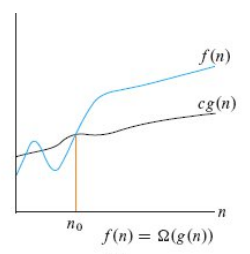 f(n)
cg(n)
n
n₀
f(n) = Ω(g(n))